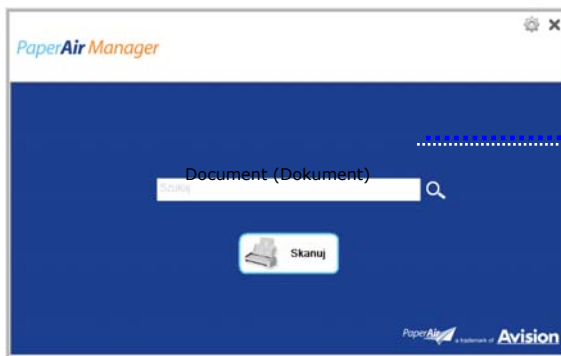 PaperAir Manager
Document (Dokument)
Szukaj
Skanuj
PaperAir a trademark of Avision